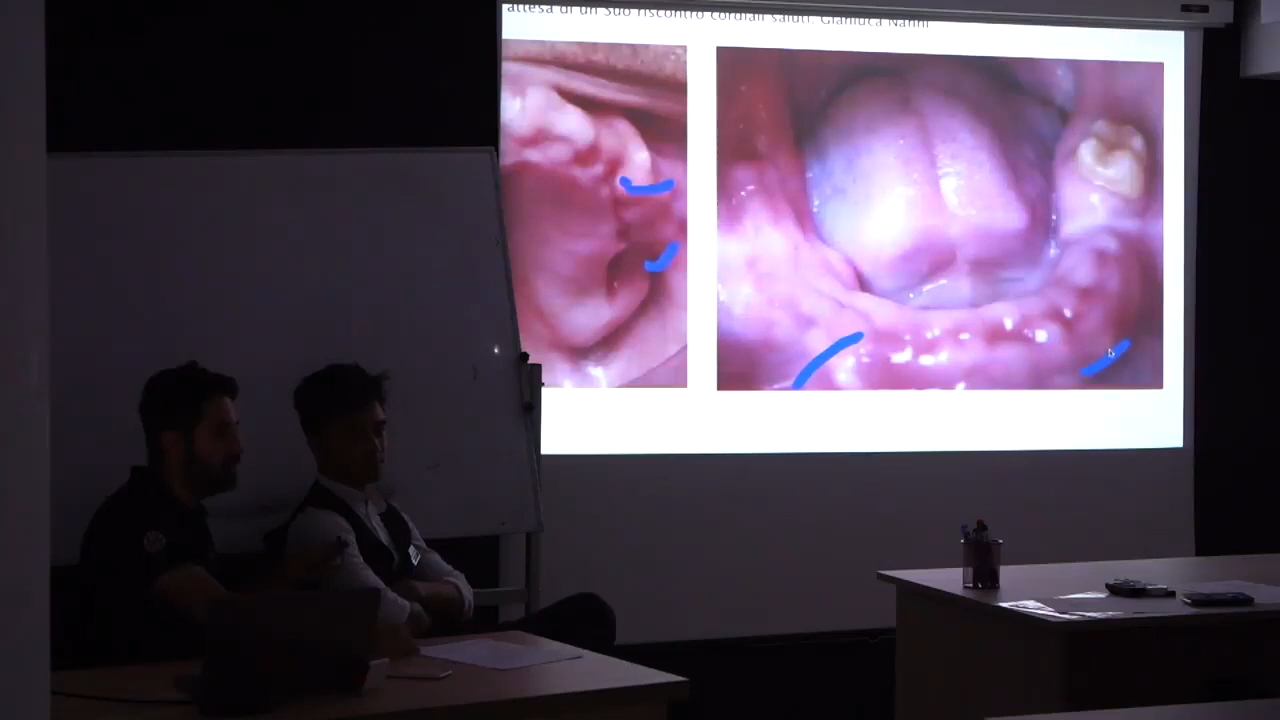 attesa di un Suo riscontro cordiali saluti. Gianluca Nanni